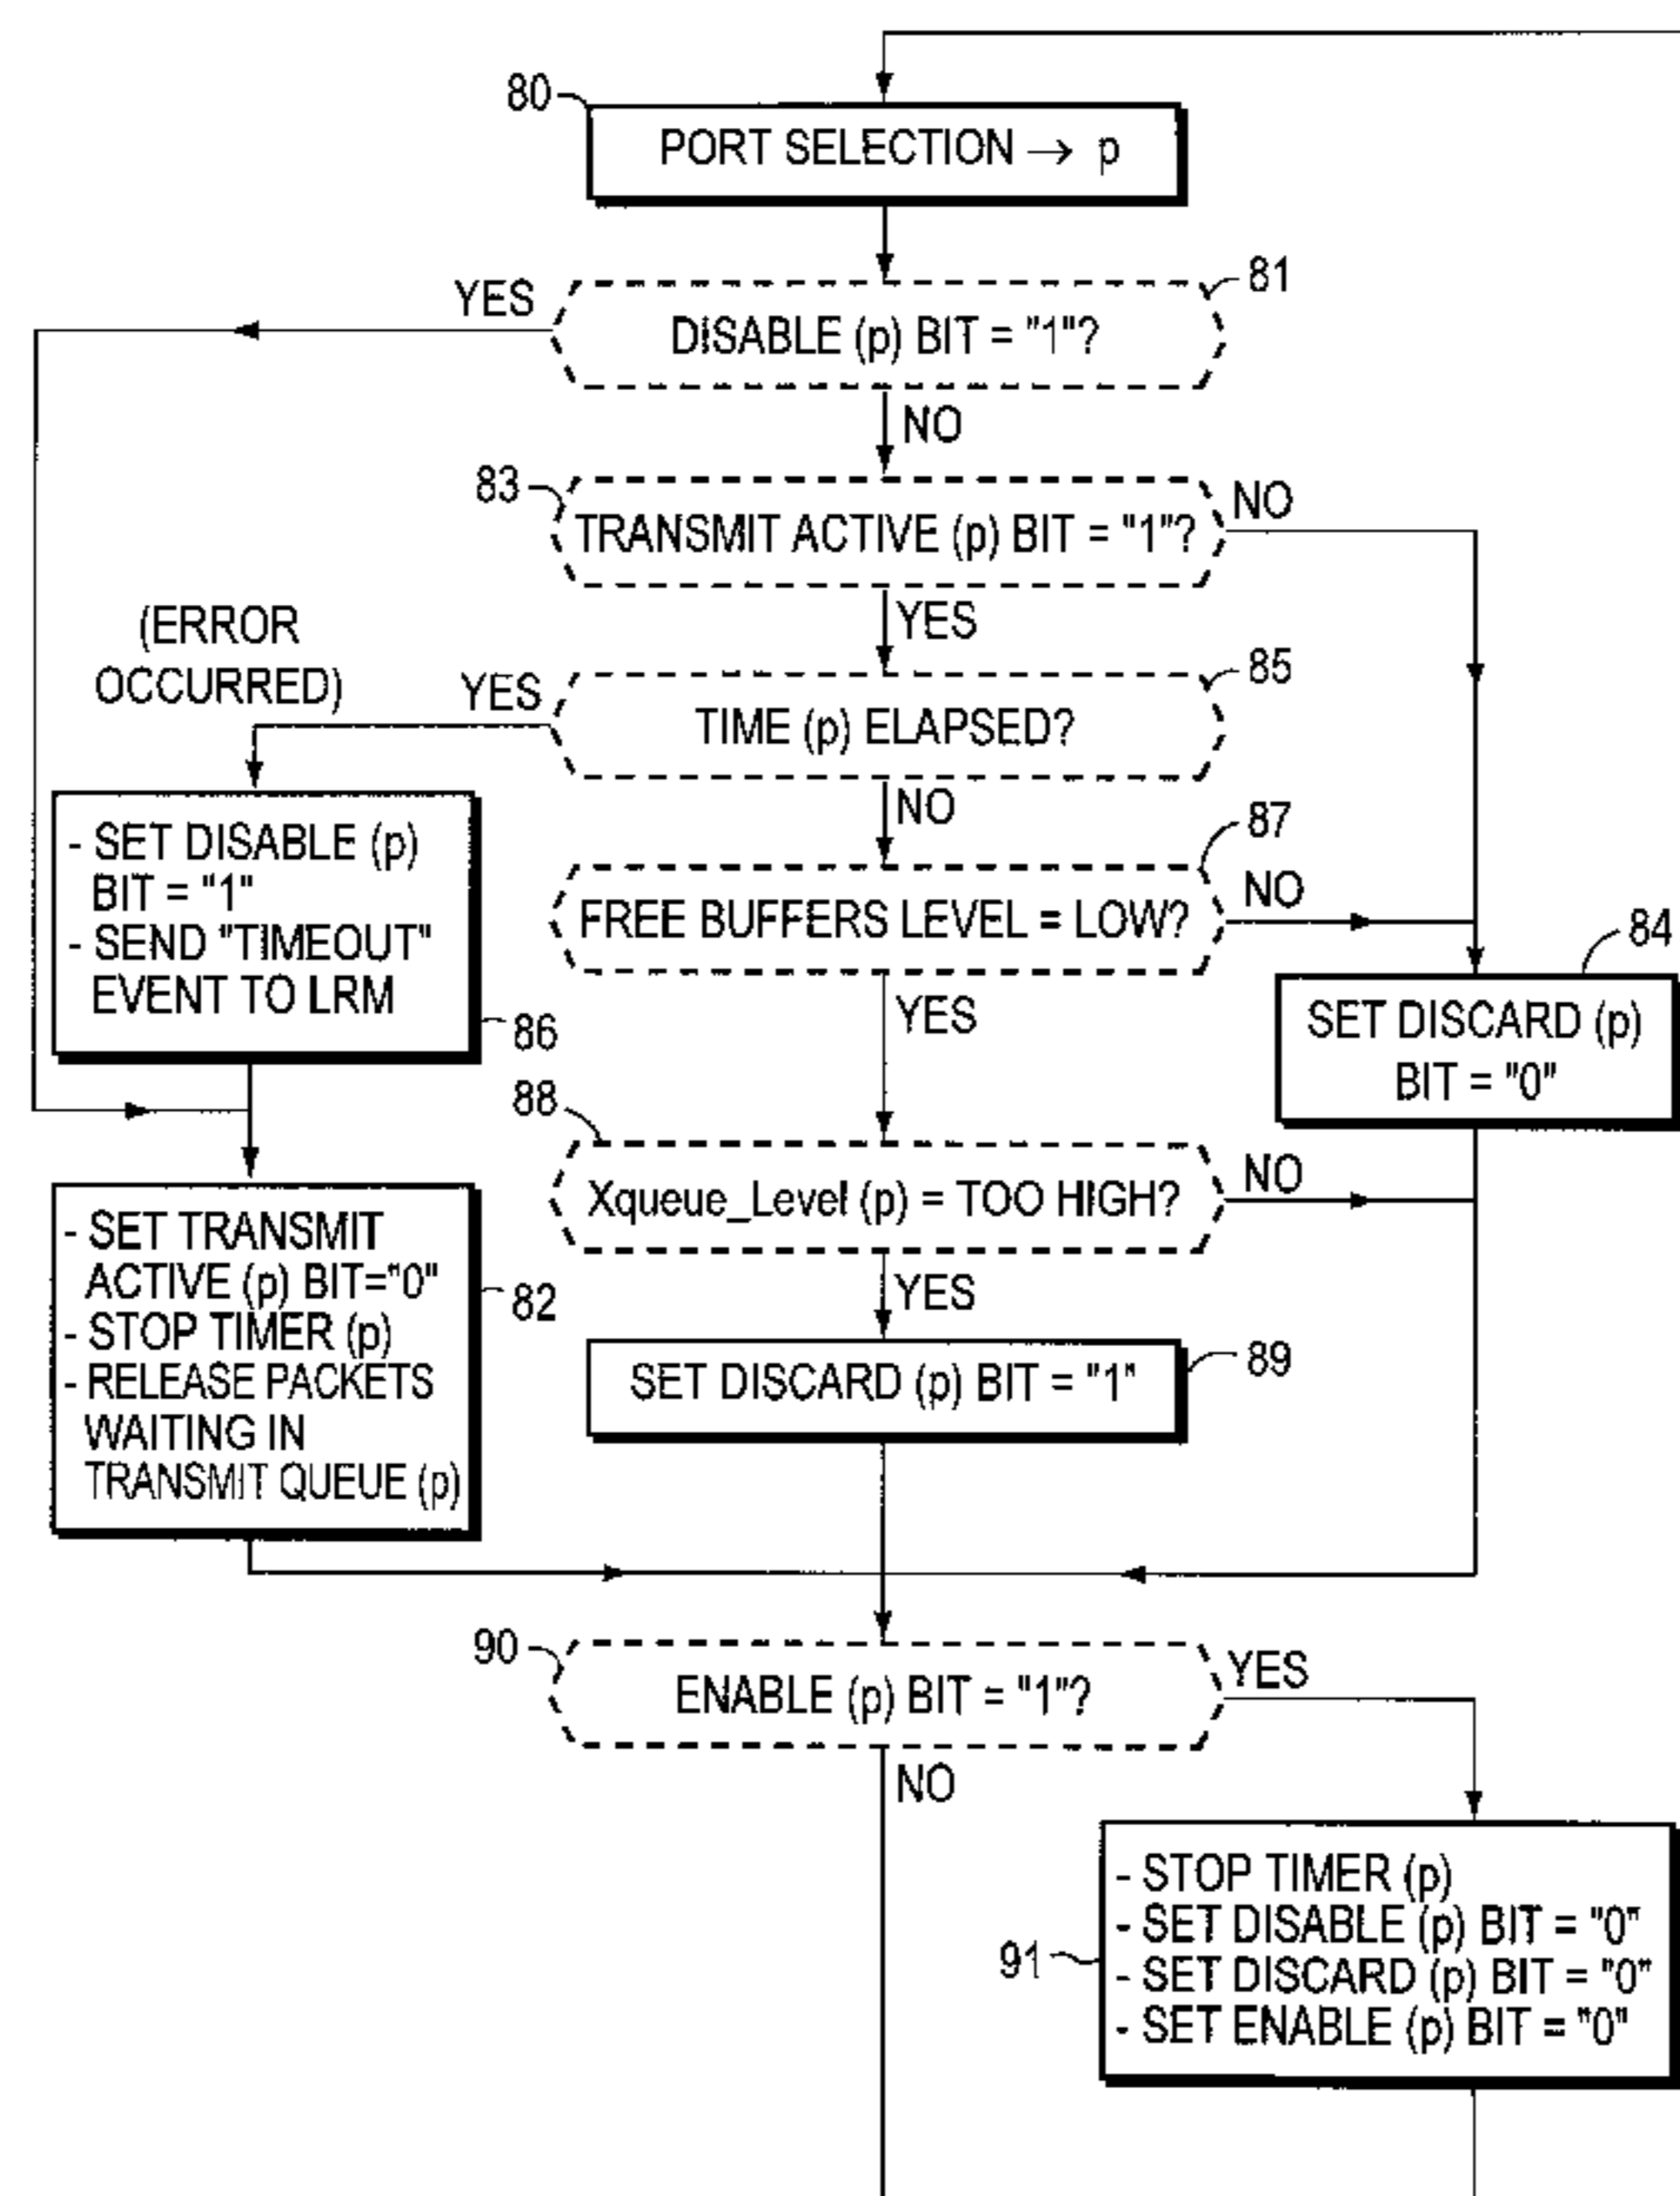 80
PORT SELECTION → p
81
YES
DISABLE (p) BIT = "1"?
NO
83
TRANSMIT ACTIVE (p) BIT = "1"?
NO
YES
(ERROR
OCCURRED)
YES
85
TIME (p) ELAPSED?
NO
- SET DISABLE (p)
BIT = "1"
- SEND "TIMEOUT"
EVENT TO LRM
86
87
FREE BUFFERS LEVEL = LOW?
NO
YES
84
SET DISCARD (p)
BIT = "0"
88
Xqueue_Level (p) = TOO HIGH?
NO
YES
- SET TRANSMIT
ACTIVE (p) BIT="0"
- STOP TIMER (p)
- RELEASE PACKETS
WAITING IN
TRANSMIT QUEUE (p)
82
SET DISCARD (p) BIT = "1"
89
90
ENABLE (p) BIT = "1"?
YES
NO
91
- STOP TIMER (p)
- SET DISABLE (p) BIT = "0"
- SET DISCARD (p) BIT = "0"
- SET ENABLE (p) BIT = "0"